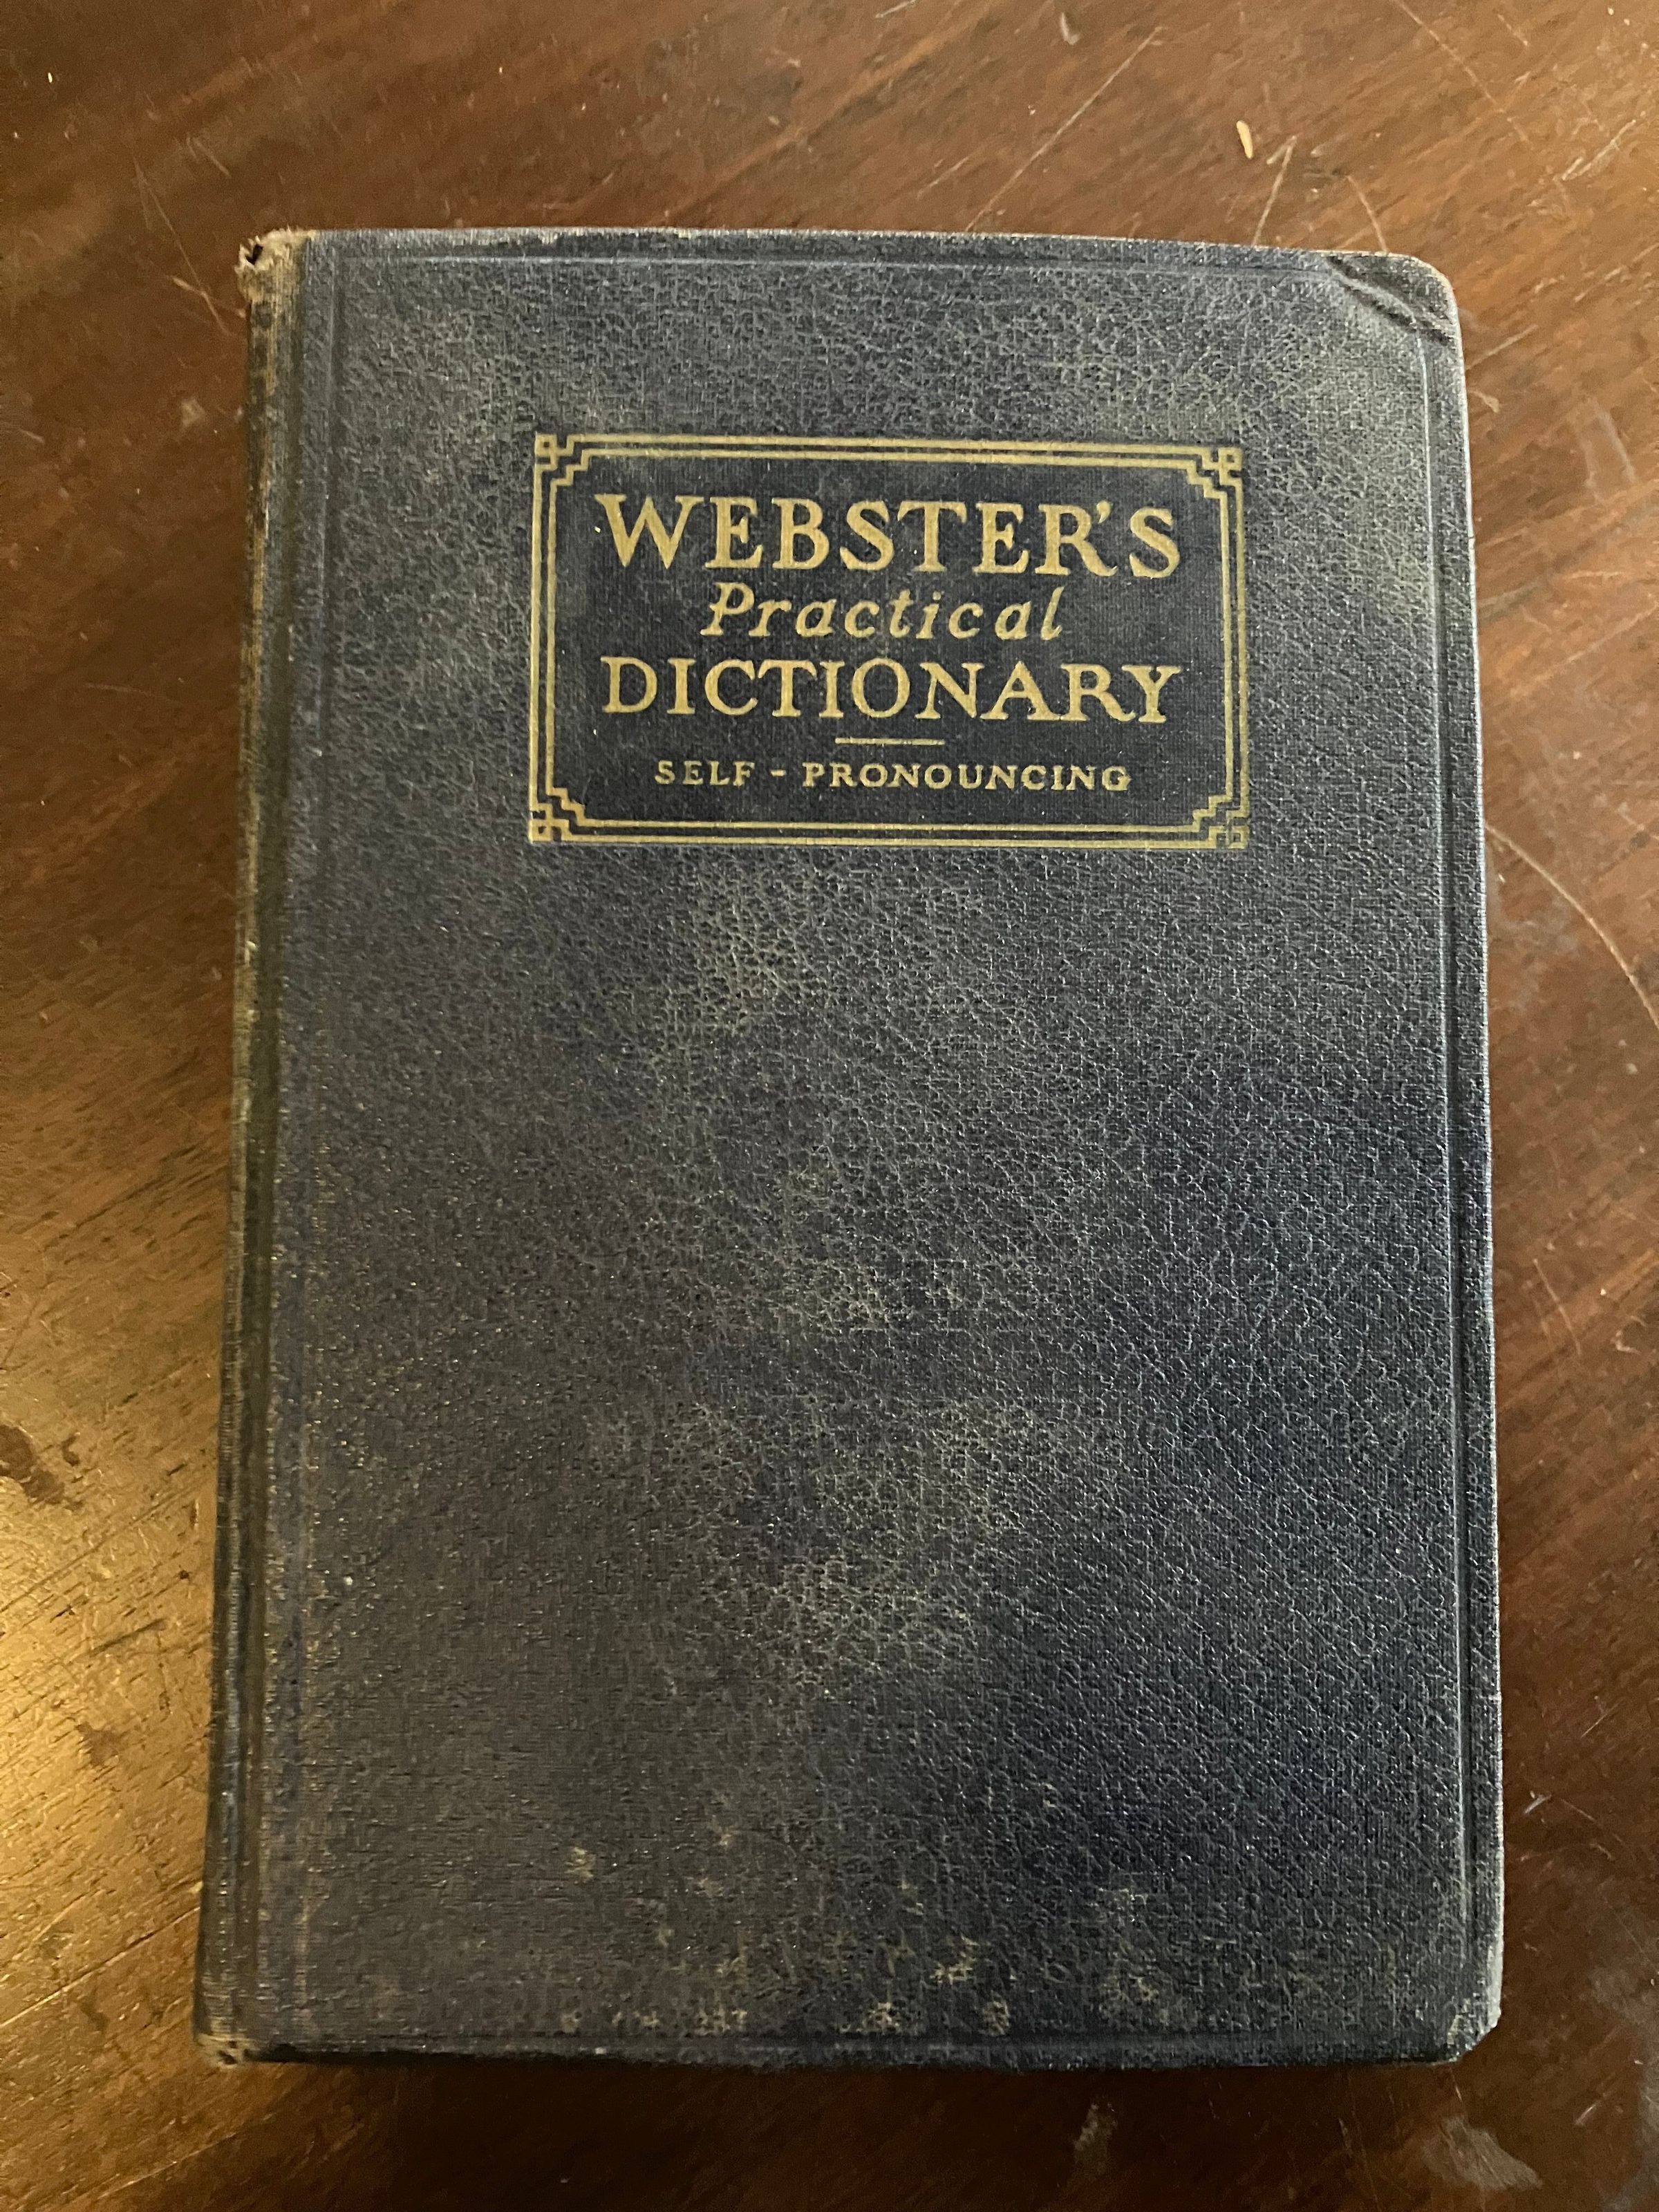 WEBSTER'S
Practical
DICTIONARY
SELF - PRONOUNCING